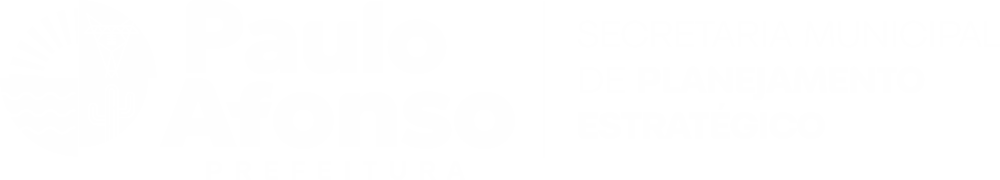 Paulo
Afonso
PREFEITURA
SECRETARIA MUNICIPAL
DE PLANEJAMENTO
ESTRATÉGICO